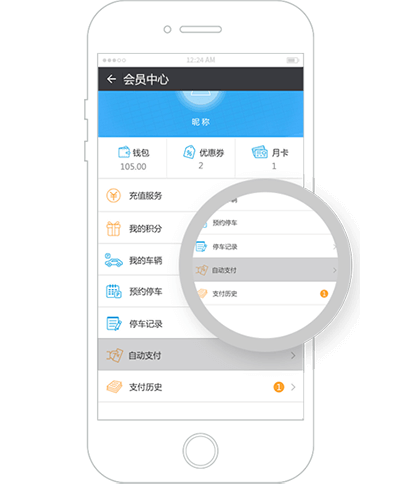 12:24 AM
会员中心
昵称
钱包
105.00
优惠券
2
月卡
1
充值服务
我的积分
我的车辆
预约停车
停车记录
自动支付
支付历史
1
预约停车
停车记录
自动支付
支付历史
1